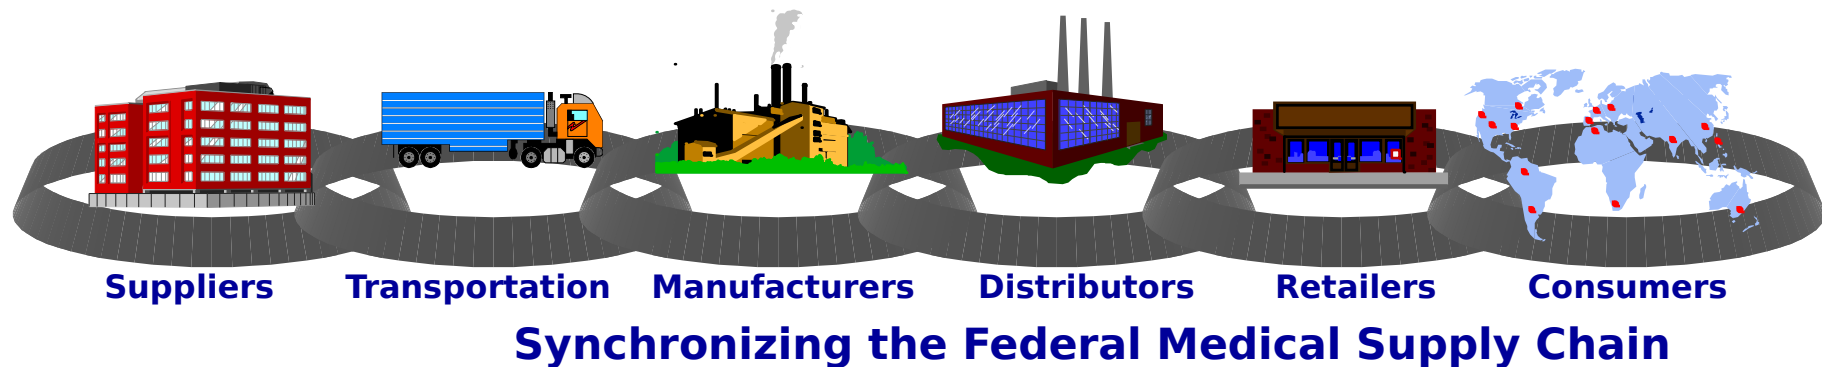 Suppliers Transportation Manufacturers Distributors Retailers Consumers
Synchronizing the Federal Medical Supply Chain